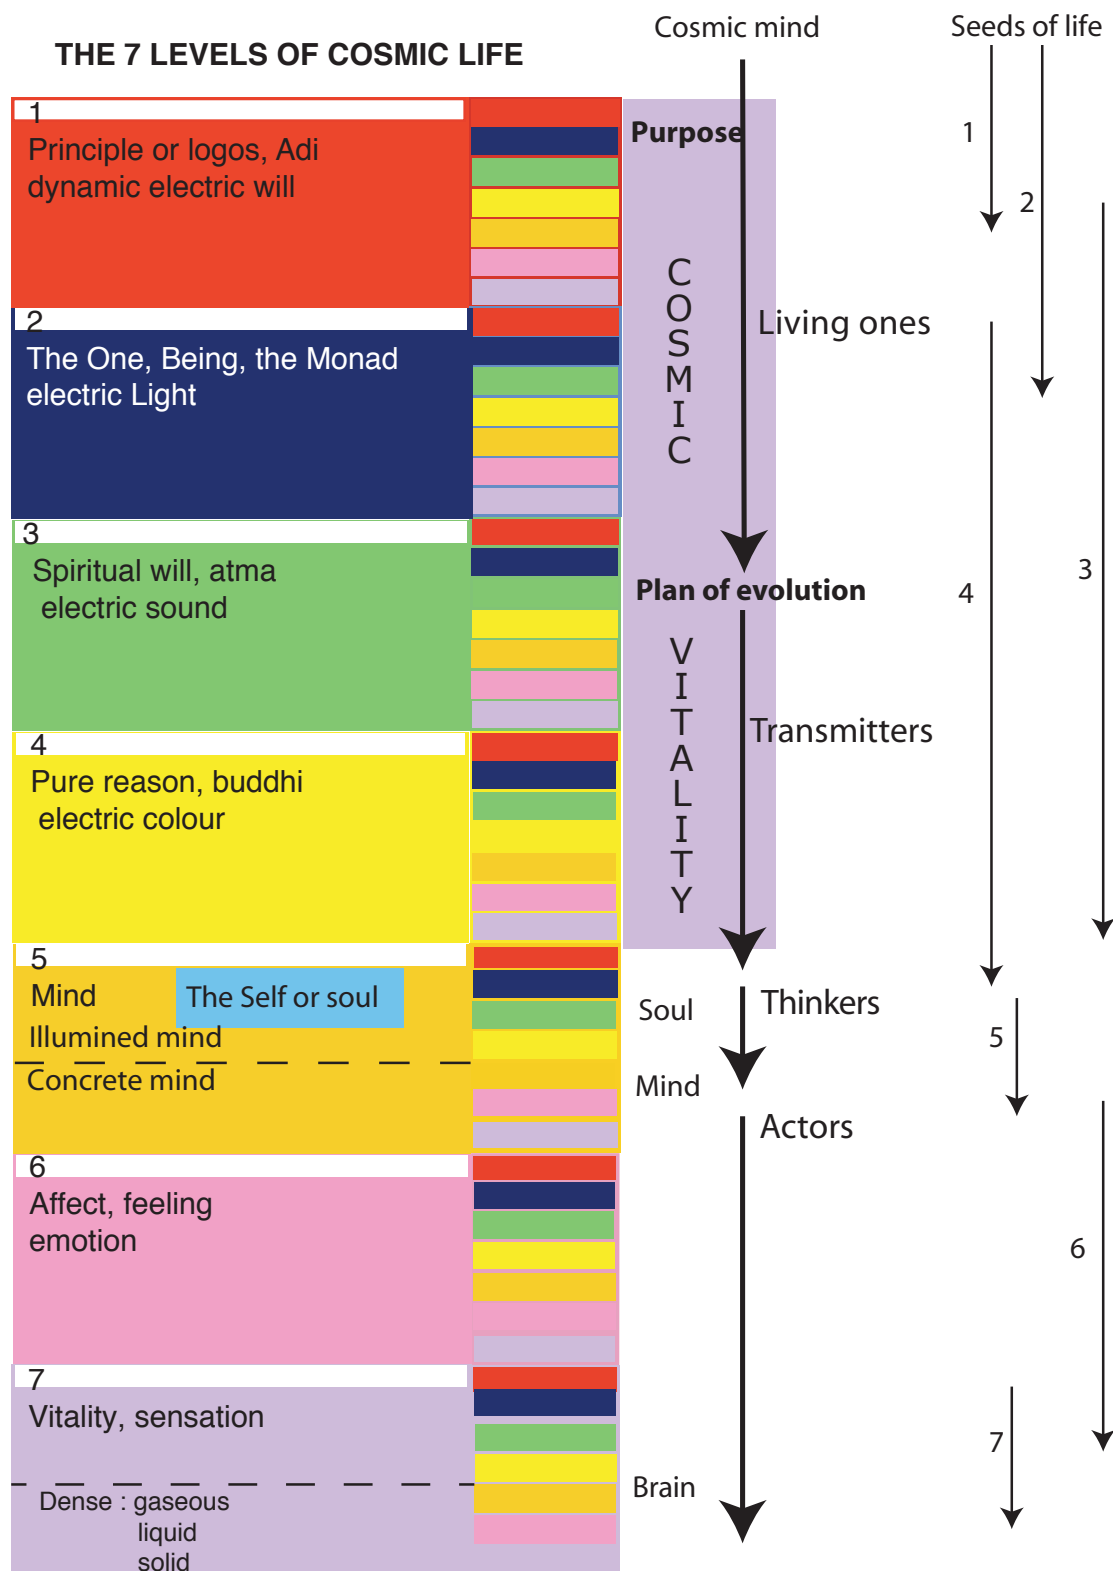 Cosmic mind
Seeds of life
THE 7 LEVELS OF COSMIC LIFE
1
Principle or logos, Adi
dynamic electric will
Purpose
1
2
COSMIC
Living ones
2
The One, Being, the Monad
electric Light
3
Spiritual will, atma
electric sound
Plan of evolution
4
3
VITALITY
Transmitters
4
Pure reason, buddhi
electric colour
5
Mind
The Self or soul
Illumined mind
Concrete mind
Soul
Thinkers
5
Mind
Actors
6
Affect, feeling
emotion
6
7
Vitality, sensation
7
Brain
Dense : gaseous
liquid
solid